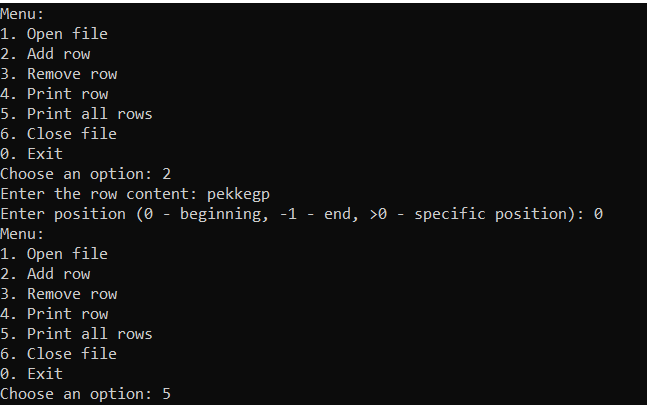 Menu:
1. Open file
2. Add row
3. Remove row
4. Print row
5. Print all rows
6. Close file
0. Exit
Choose an option: 2
Enter the row content: pekkegp
Enter position (0 - beginning, -1 - end, >0 - specific position): 0
Menu:
1. Open file
2. Add row
3. Remove row
4. Print row
5. Print all rows
6. Close file
0. Exit
Choose an option: 5